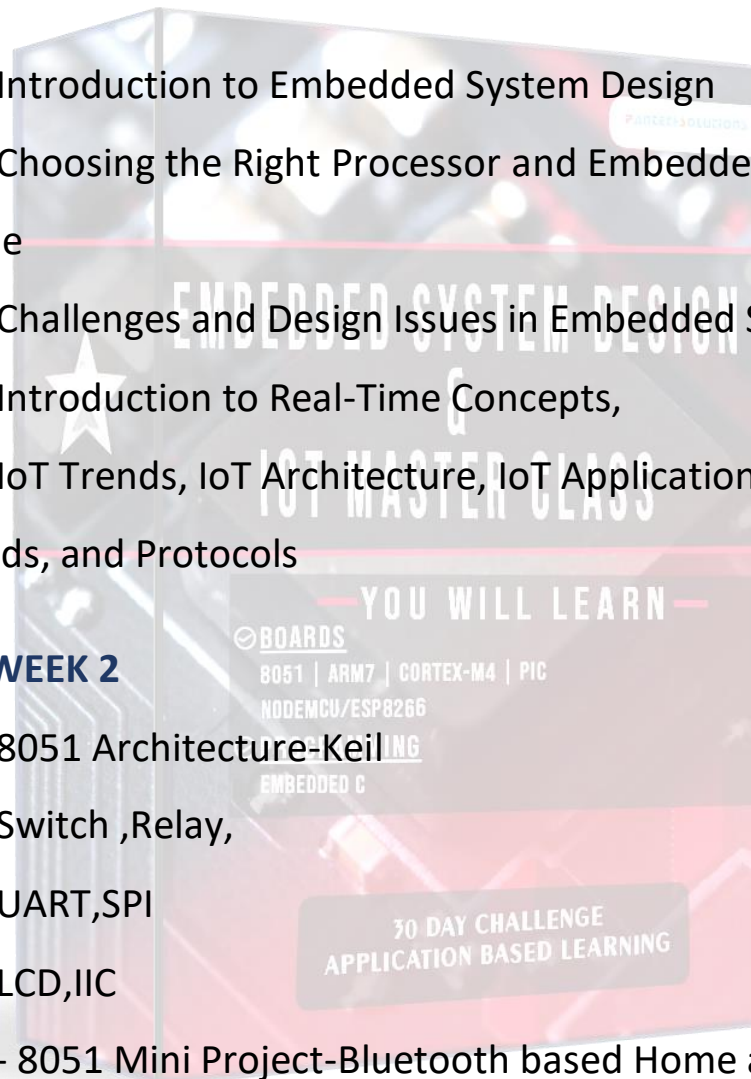 Introduction to Embedded System Design
PANTECH SOLUTIONS
Choosing the Right Processor and Embedde
e
EMBEDDED SYSTEM DESIGN
Challenges and Design Issues in Embedded S
&
Introduction to Real-Time Concepts,
IOT MASTER CLASS
IoT Trends, IoT Architecture, IoT Application
ds, and Protocols
YOU WILL LEARN
BOARDS
WEEK 2
8051 | ARM7 | CORTEX-M4 | PIC
NODEMCU/ESP8266
8051 Architecture-Keil
PROGRAMMING
EMBEDDED C
Switch ,Relay,
UART,SPI
30 DAY CHALLENGE
APPLICATION BASED LEARNING
LCD,IIC
- 8051 Mini Project-Bluetooth based Home a